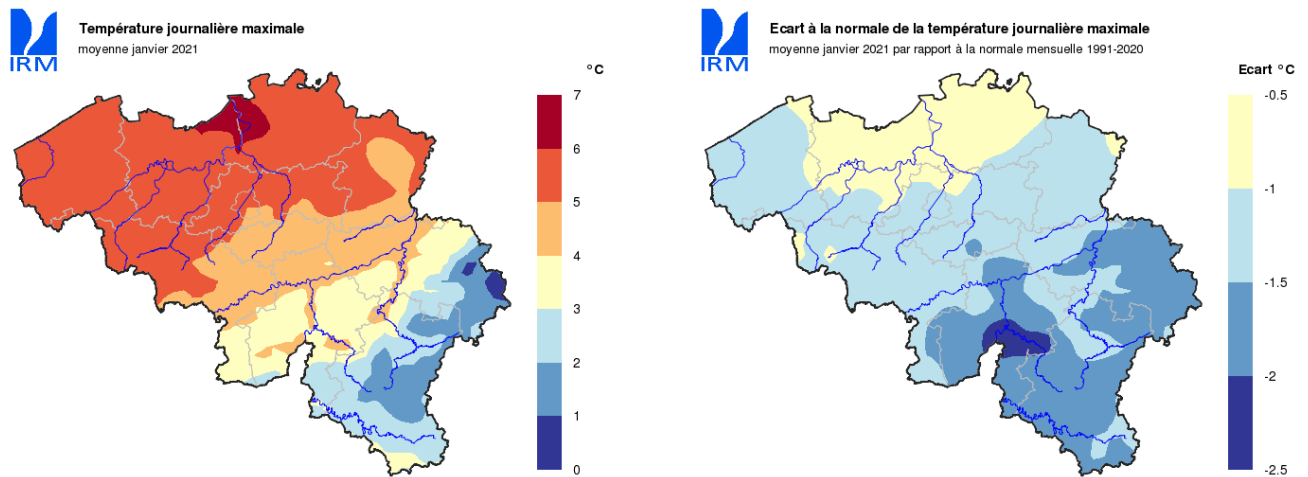 IRM
Température journalière maximale
moyenne janvier 2021
°C
7
6
5
4
3
2
1
0
IRM
Ecart à la normale de la température journalière maximale
moyenne janvier 2021 par rapport à la normale mensuelle 1991-2020
Ecart °C
-0.5
-1
-1.5
-2
-2.5